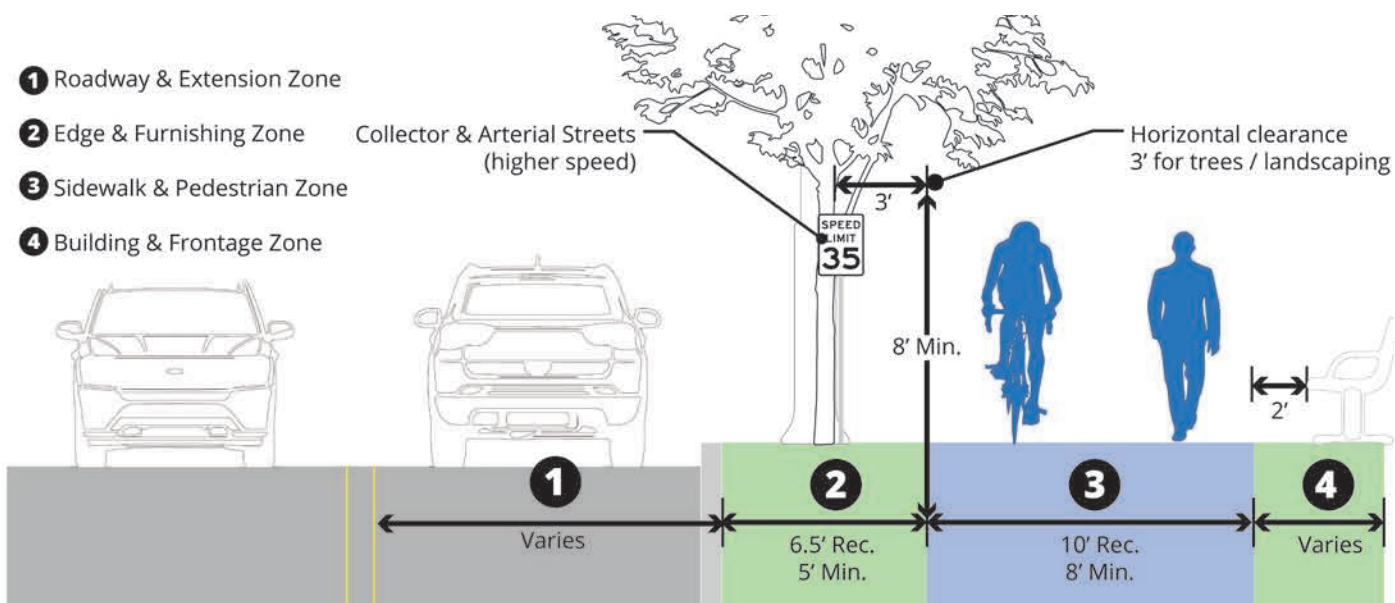 1 Roadway & Extension Zone
2 Edge & Furnishing Zone
3 Sidewalk & Pedestrian Zone
4 Building & Frontage Zone
Collector & Arterial Streets
(higher speed)
Horizontal clearance
3' for trees / landscaping
3'
SPEED
LIMIT
35
8' Min.
2'
1
Varies
2
6.5' Rec.
5' Min.
3
10' Rec.
8' Min.
4
Varies